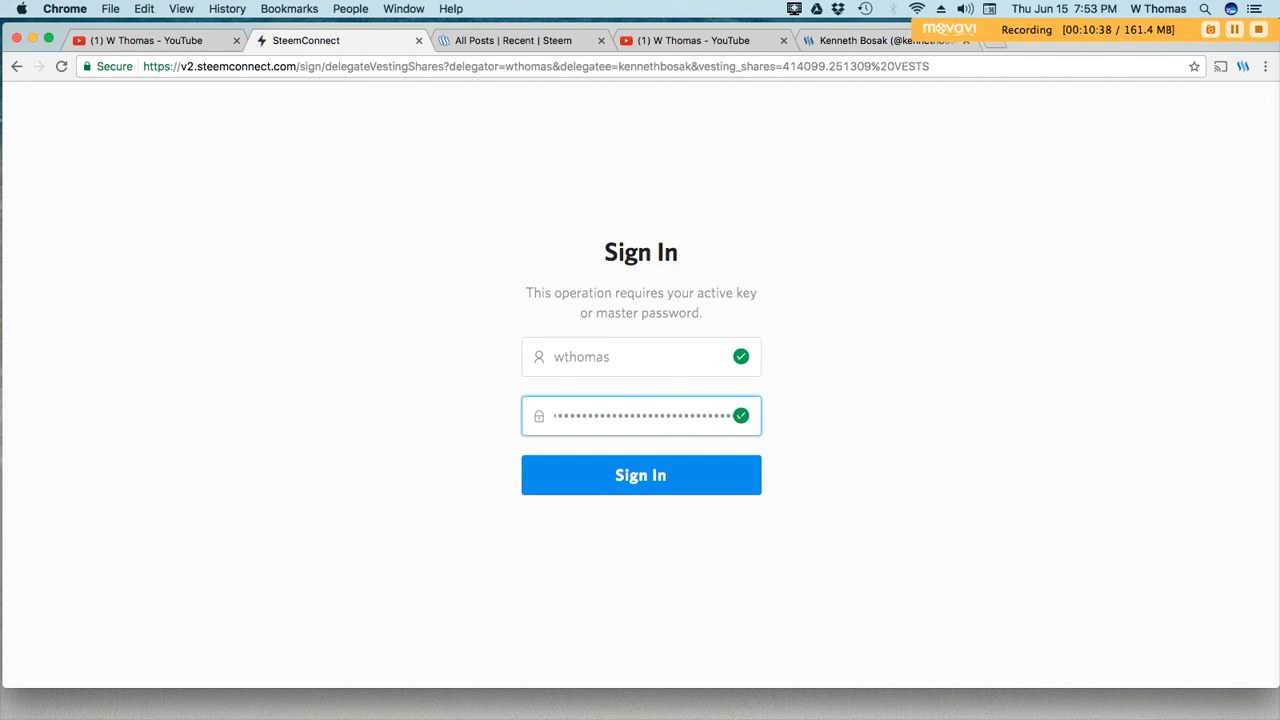 Chrome File Edit View History Bookmarks People Window Help Thu Jun 15 7:53 PM W Thomas
movavi Recording [00:10:38 / 161.4 MB]
(1) W Thomas - YouTube SteemConnect All Posts | Recent | Steem (1) W Thomas - YouTube Kenneth Bosak
Secure https://v2.steemconnect.com/sign/delegateVestingShares?delegator=wthomas&delegatee=kennethbosak&vesting_shares=414099.251309%20VESTS
Sign In
This operation requires your active key
or master password.
wthomas
Sign In